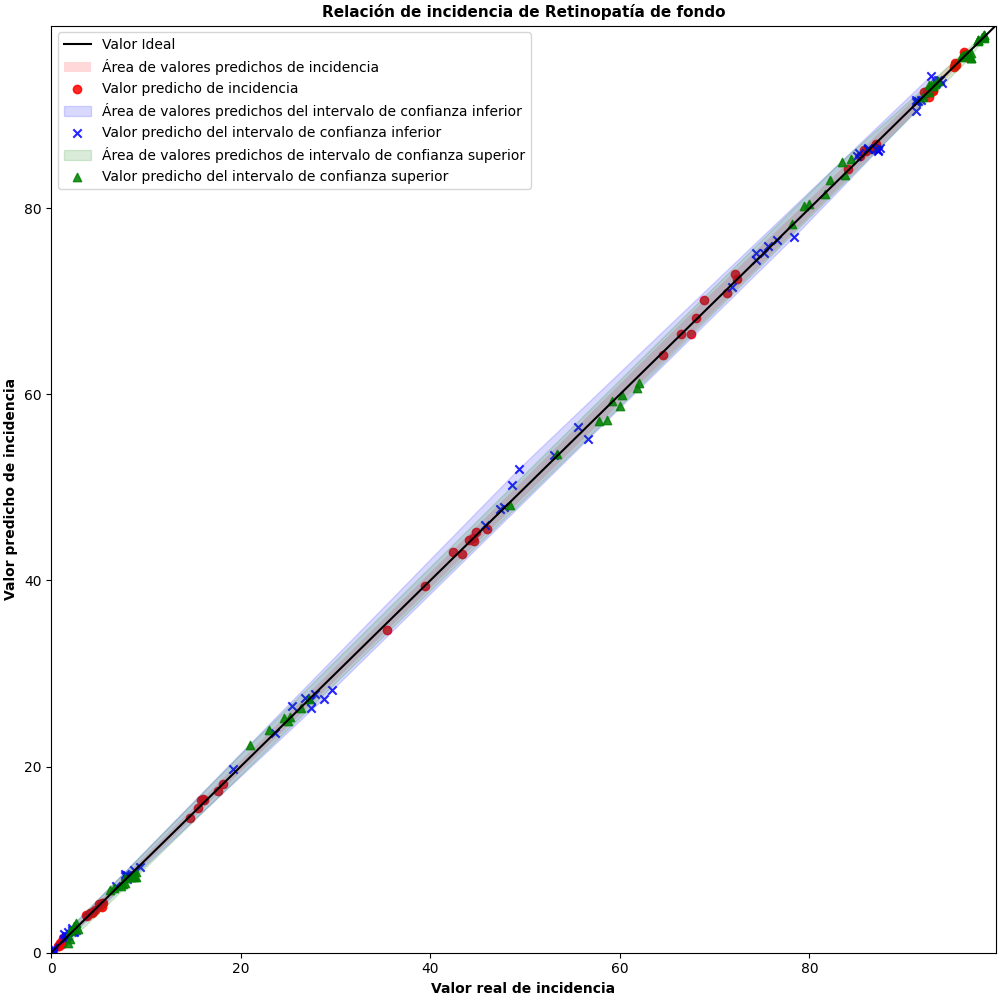 Relación de incidencia de Retinopatía de fondo
Valor Ideal
Área de valores predichos de incidencia
Valor predicho de incidencia
Área de valores predichos del intervalo de confianza inferior
Valor predicho del intervalo de confianza inferior
Área de valores predichos de intervalo de confianza superior
Valor predicho del intervalo de confianza superior
Valor predicho de incidencia
80
60
40
20
0
0 20 40 60 80
Valor real de incidencia